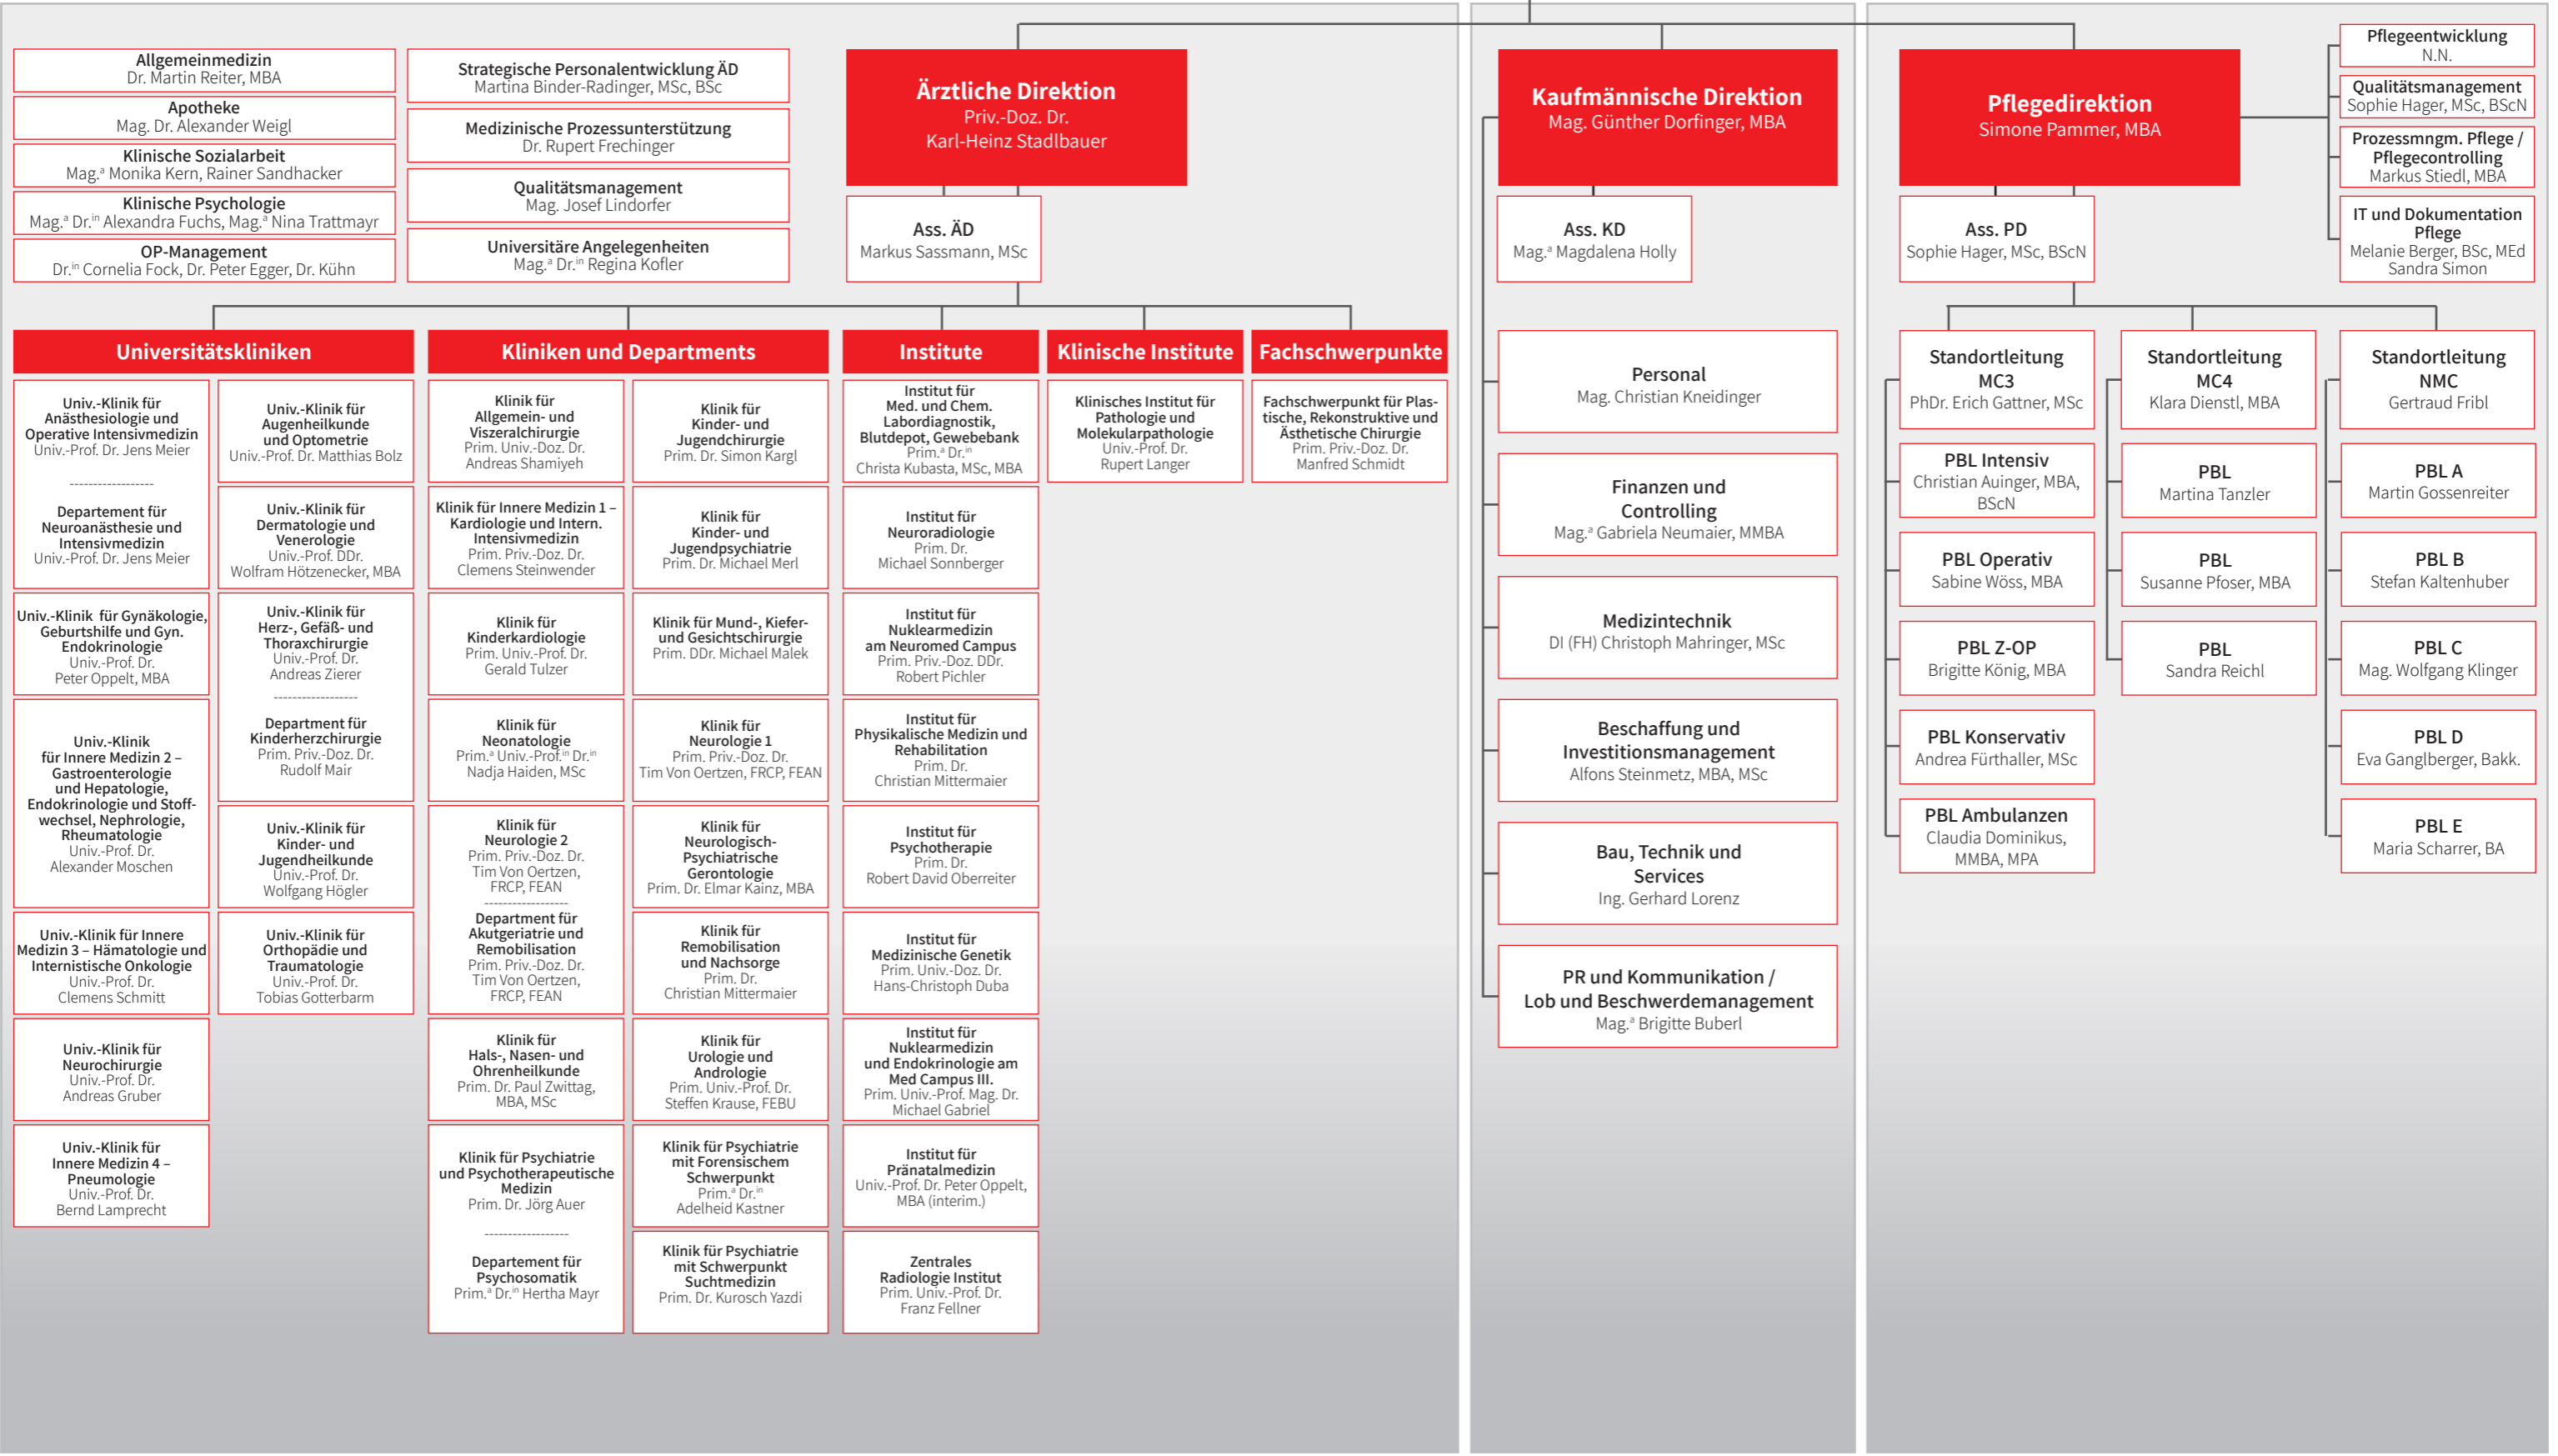 Allgemeinmedizin
Dr. Martin Reiter, MBA
Apotheke
Mag. Dr. Alexander Weigl
Klinische Sozialarbeit
Mag.ª Monika Kern, Rainer Sandhacker
Klinische Psychologie
Mag.ª Dr.ⁱⁿ Alexandra Fuchs, Mag.ª Nina Trattmayr
OP-Management
Dr.ⁱⁿ Cornelia Fock, Dr. Peter Egger, Dr. Kühn
Strategische Personalentwicklung ÄD
Martina Binder-Radinger, MSc, BSc
Medizinische Prozessunterstützung
Dr. Rupert Frechinger
Qualitätsmanagement
Mag. Josef Lindorfer
Universitäre Angelegenheiten
Mag.ª Dr.ⁱⁿ Regina Kofler
Ärztliche Direktion
Priv.-Doz. Dr.
Karl-Heinz Stadlbauer
Ass. ÄD
Markus Sassmann, MSc
Universitätskliniken
Univ.-Klinik für
Anästhesiologie und
Operative Intensivmedizin
Univ.-Prof. Dr. Jens Meier
------------------
Departement für
Neuroanästhesie und
Intensivmedizin
Univ.-Prof. Dr. Jens Meier
Univ.-Klinik für Gynäkologie,
Geburtshilfe und Gyn.
Endokrinologie
Univ.-Prof. Dr.
Peter Oppelt, MBA
Univ.-Klinik
für Innere Medizin 2 –
Gastroenterologie
und Hepatologie,
Endokrinologie und Stoff-
wechsel, Nephrologie,
Rheumatologie
Univ.-Prof. Dr.
Alexander Moschen
Univ.-Klinik für Innere
Medizin 3 – Hämatologie und
Internistische Onkologie
Univ.-Prof. Dr.
Clemens Schmitt
Univ.-Klinik für
Neurochirurgie
Univ.-Prof. Dr.
Andreas Gruber
Univ.-Klinik für
Innere Medizin 4 –
Pneumologie
Univ.-Prof. Dr.
Bernd Lamprecht
Univ.-Klinik für
Augenheilkunde
und Optometrie
Univ.-Prof. Dr. Matthias Bolz
Univ.-Klinik für
Dermatologie und
Venerologie
Univ.-Prof. DDr.
Wolfram Hötzenecker, MBA
Univ.-Klinik für
Herz-, Gefäß- und
Thoraxchirurgie
Univ.-Prof. Dr.
Andreas Zierer
------------------
Department für
Kinderherzchirurgie
Prim. Priv.-Doz. Dr.
Rudolf Mair
Univ.-Klinik für
Kinder- und
Jugendheilkunde
Univ.-Prof. Dr.
Wolfgang Högler
Univ.-Klinik für
Orthopädie und
Traumatologie
Univ.-Prof. Dr.
Tobias Gotterbarm
Kliniken und Departments
Klinik für
Allgemein- und
Viszeralchirurgie
Prim. Univ.-Doz. Dr.
Andreas Shamiyeh
Klinik für Innere Medizin 1 –
Kardiologie und Intern.
Intensivmedizin
Prim. Priv.-Doz. Dr.
Clemens Steinwender
Klinik für
Kinderkardiologie
Prim. Univ.-Prof. Dr.
Gerald Tulzer
Klinik für
Neonatologie
Prim.ª Univ.-Prof.ⁱⁿ Dr.ⁱⁿ
Nadja Haiden, MSc
Klinik für
Neurologie 2
Prim. Priv.-Doz. Dr.
Tim Von Oertzen,
FRCP, FEAN
------------------
Department für
Akutgeriatrie und
Remobilisation
Prim. Priv.-Doz. Dr.
Tim Von Oertzen,
FRCP, FEAN
Klinik für
Hals-, Nasen- und
Ohrenheilkunde
Prim. Dr. Paul Zwittag,
MBA, MSc
Klinik für Psychiatrie
und Psychotherapeutische
Medizin
Prim. Dr. Jörg Auer
------------------
Departement für
Psychosomatik
Prim.ª Dr.ⁱⁿ Hertha Mayr
Klinik für
Kinder- und
Jugendchirurgie
Prim. Dr. Simon Kargl
Klinik für
Kinder- und
Jugendpsychiatrie
Prim. Dr. Michael Merl
Klinik für Mund-, Kiefer-
und Gesichtschirurgie
Prim. DDr. Michael Malek
Klinik für
Neurologie 1
Prim. Priv.-Doz. Dr.
Tim Von Oertzen, FRCP, FEAN
Klinik für
Neurologisch-
Psychiatrische
Gerontologie
Prim. Dr. Elmar Kainz, MBA
Klinik für
Remobilisation
und Nachsorge
Prim. Dr.
Christian Mittermaier
Klinik für
Urologie und
Andrologie
Prim. Univ.-Prof. Dr.
Steffen Krause, FEBU
Klinik für Psychiatrie
mit Forensischem
Schwerpunkt
Prim.ª Dr.ⁱⁿ
Adelheid Kastner
Klinik für Psychiatrie
mit Schwerpunkt
Suchtmedizin
Prim. Dr. Kurosch Yazdi
Institute
Institut für
Med. und Chem.
Labordiagnostik,
Blutdepot, Gewebebank
Prim.ª Dr.ⁱⁿ
Christa Kubasta, MSc, MBA
Institut für
Neuroradiologie
Prim. Dr.
Michael Sonnberger
Institut für
Nuklearmedizin
am Neuromed Campus
Prim. Priv.-Doz. DDr.
Robert Pichler
Institut für
Physikalische Medizin und
Rehabilitation
Prim. Dr.
Christian Mittermaier
Institut für
Psychotherapie
Prim. Dr.
Robert David Oberreiter
Institut für
Medizinische Genetik
Prim. Univ.-Doz. Dr.
Hans-Christoph Duba
Institut für
Nuklearmedizin
und Endokrinologie am
Med Campus III.
Prim. Univ.-Prof. Mag. Dr.
Michael Gabriel
Institut für
Pränatalmedizin
Univ.-Prof. Dr. Peter Oppelt,
MBA (interim.)
Zentrales
Radiologie Institut
Prim. Univ.-Prof. Dr.
Franz Fellner
Klinische Institute
Klinisches Institut für
Pathologie und
Molekularpathologie
Univ.-Prof. Dr.
Rupert Langer
Fachschwerpunkte
Fachschwerpunkt für Plas-
tische, Rekonstruktive und
Ästhetische Chirurgie
Prim. Priv.-Doz. Dr.
Manfred Schmidt
Kaufmännische Direktion
Mag. Günther Dorfinger, MBA
Ass. KD
Mag.ª Magdalena Holly
Personal
Mag. Christian Kneidinger
Finanzen und
Controlling
Mag.ª Gabriela Neumaier, MMBA
Medizintechnik
DI (FH) Christoph Mahringer, MSc
Beschaffung und
Investitionsmanagement
Alfons Steinmetz, MBA, MSc
Bau, Technik und
Services
Ing. Gerhard Lorenz
PR und Kommunikation /
Lob und Beschwerdemanagement
Mag.ª Brigitte Buberl
Pflegedirektion
Simone Pammer, MBA
Ass. PD
Sophie Hager, MSc, BScN
Pflegeentwicklung
N.N.
Qualitätsmanagement
Sophie Hager, MSc, BScN
Prozessmngm. Pflege /
Pflegecontrolling
Markus Stiedl, MBA
IT und Dokumentation
Pflege
Melanie Berger, BSc, MEd
Sandra Simon
Standortleitung
MC3
PhDr. Erich Gattner, MSc
PBL Intensiv
Christian Auinger, MBA,
BScN
PBL Operativ
Sabine Wöss, MBA
PBL Z-OP
Brigitte König, MBA
PBL Konservativ
Andrea Fürthaller, MSc
PBL Ambulanzen
Claudia Dominikus,
MMBA, MPA
Standortleitung
MC4
Klara Dienstl, MBA
PBL
Martina Tanzler
PBL
Susanne Pfoser, MBA
PBL
Sandra Reichl
Standortleitung
NMC
Gertraud Fribl
PBL A
Martin Gossenreiter
PBL B
Stefan Kaltenhuber
PBL C
Mag. Wolfgang Klinger
PBL D
Eva Ganglberger, Bakk.
PBL E
Maria Scharrer, BA